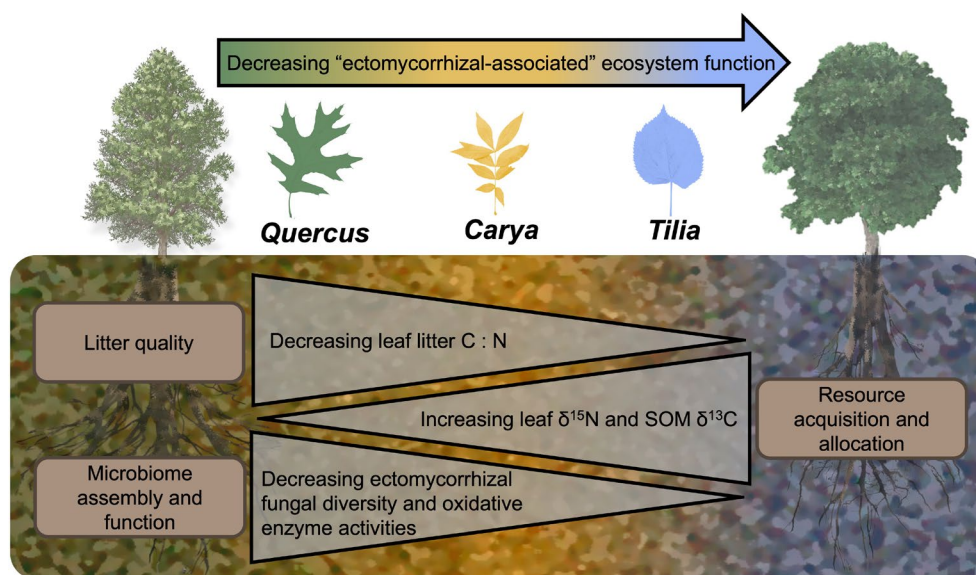 Decreasing “ectomycorrhizal-associated” ecosystem function
Quercus
Carya
Tilia
Litter quality
Decreasing leaf litter C : N
Increasing leaf δ¹⁵N and SOM δ¹³C
Resource
acquisition and
allocation
Microbiome
assembly and
function
Decreasing ectomycorrhizal
fungal diversity and oxidative
enzyme activities